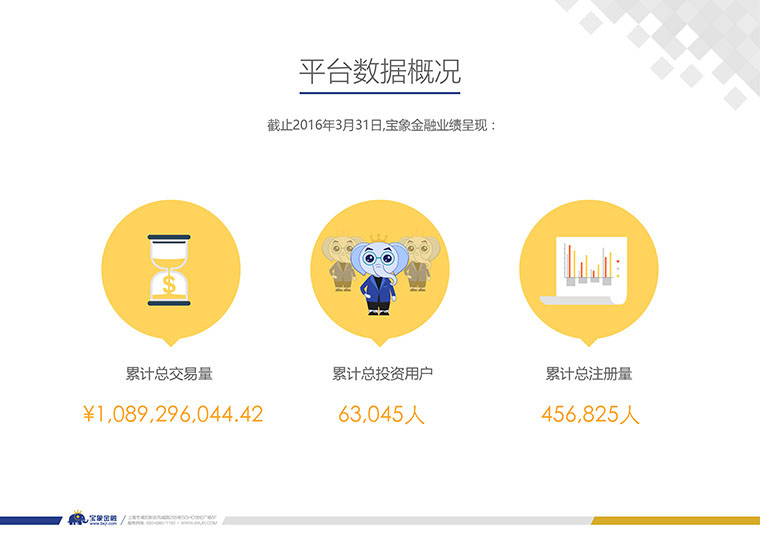 平台数据概况
截止2016年3月31日,宝象金融业绩呈现：
$
累计总交易量
累计总投资用户
累计总注册量
¥1,089,296,044.42
63,045人
456,825人
宝象金融
www.bxjr.com